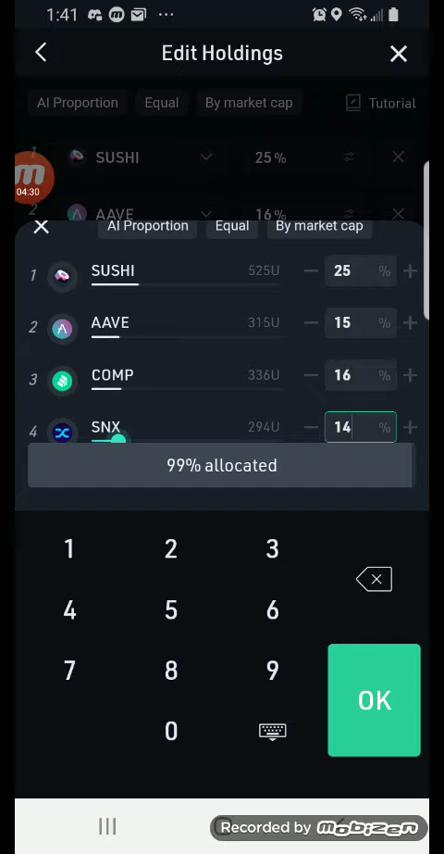 1:41
Edit Holdings
AI Proportion Equal By market cap Tutorial
1 SUSHI 25%
04:30
2 AAVE 16%
AI Proportion Equal By market cap
1 SUSHI 525U 25 %
2 AAVE 315U 15 %
3 COMP 336U 16 %
4 SNX 294U 14 %
99% allocated
1 2 3
4 5 6
7 8 9
OK
0
Recorded by mobizen